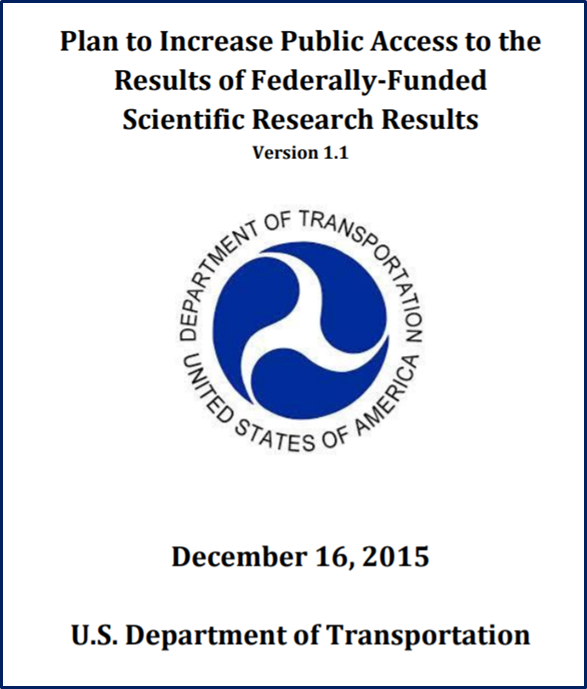 Plan to Increase Public Access to the
Results of Federally-Funded
Scientific Research Results
Version 1.1
DEPARTMENT OF TRANSPORTATION
UNITED STATES OF AMERICA
December 16, 2015
U.S. Department of Transportation